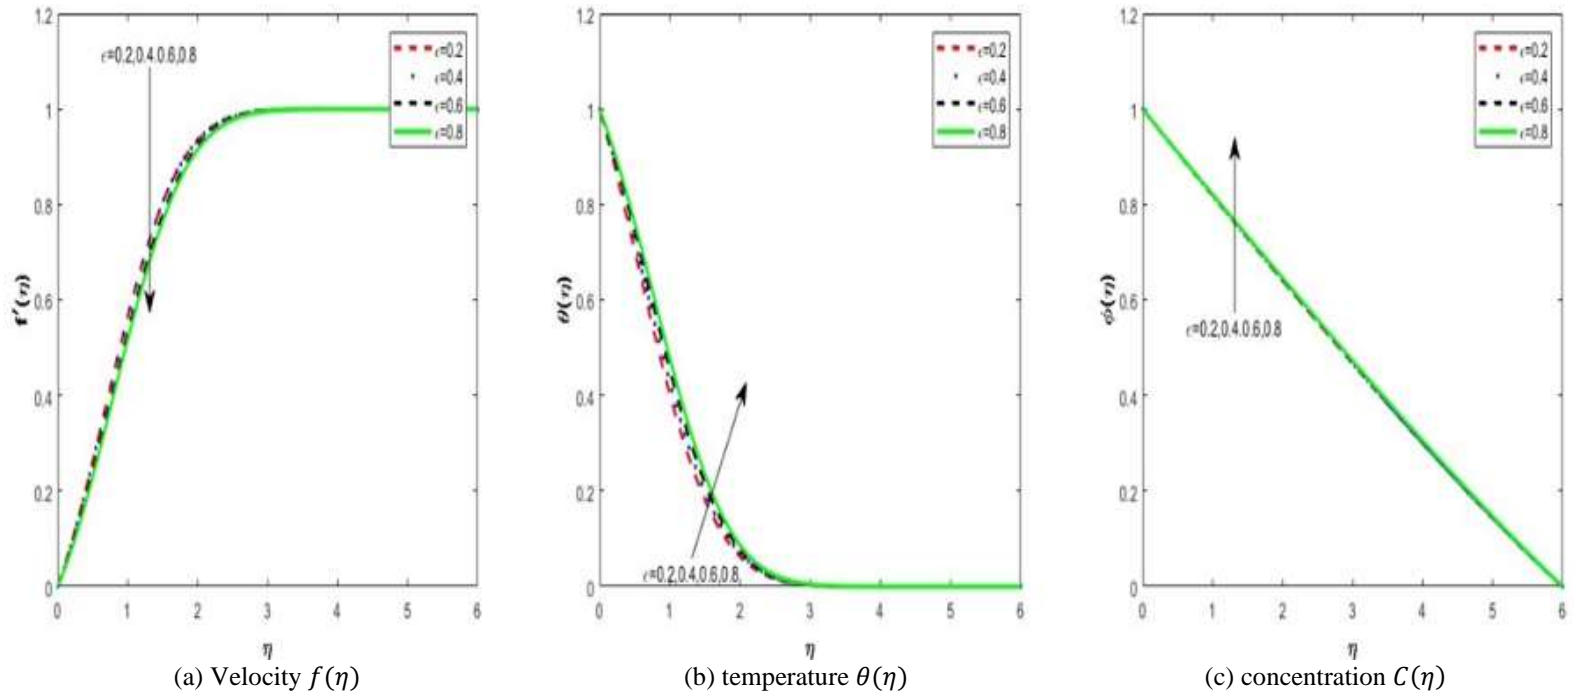 1.2
1
0.8
0.6
0.4
0.2
0
0 1 2 3 4 5 6
f'(η)
η
ϵ=0.2,0.4.0.6,0.8
ϵ=0.2
ϵ=0.4
ϵ=0.6
ϵ=0.8
(a) Velocity f(η)
1.2
1
0.8
0.6
0.4
0.2
0
0 1 2 3 4 5 6
θ(η)
η
ϵ=0.2,0.4.0.6,0.8
ϵ=0.2
ϵ=0.4
ϵ=0.6
ϵ=0.8
(b) temperature θ(η)
1.2
1
0.8
0.6
0.4
0.2
0
0 1 2 3 4 5 6
ϕ(η)
η
ϵ=0.2,0.4.0.6,0.8
ϵ=0.2
ϵ=0.4
ϵ=0.6
ϵ=0.8
(c) concentration C(η)